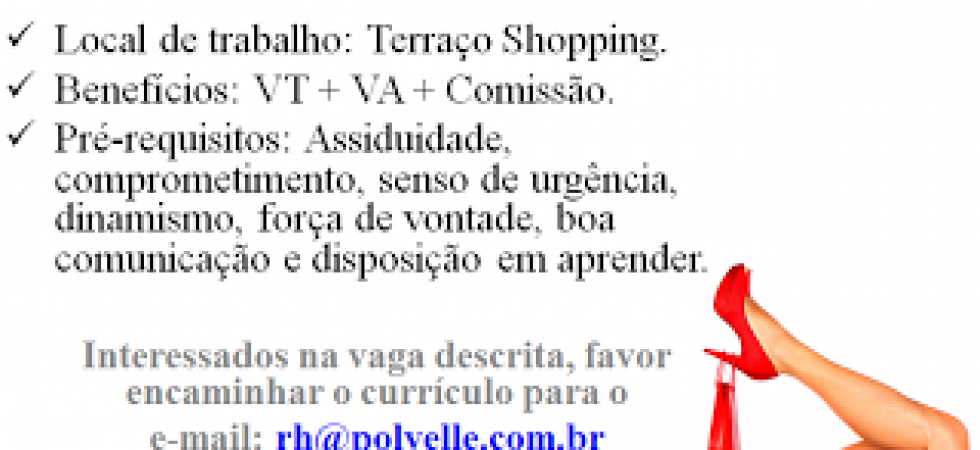 ✓ Local de trabalho: Terraço Shopping.
✓ Benefícios: VT + VA + Comissão.
✓ Pré-requisitos: Assiduidade,
comprometimento, senso de urgência,
dinamismo, força de vontade, boa
comunicação e disposição em aprender.
Interessados na vaga descrita, favor
encaminhar o currículo para o
e-mail: rh@polyelle.com.br